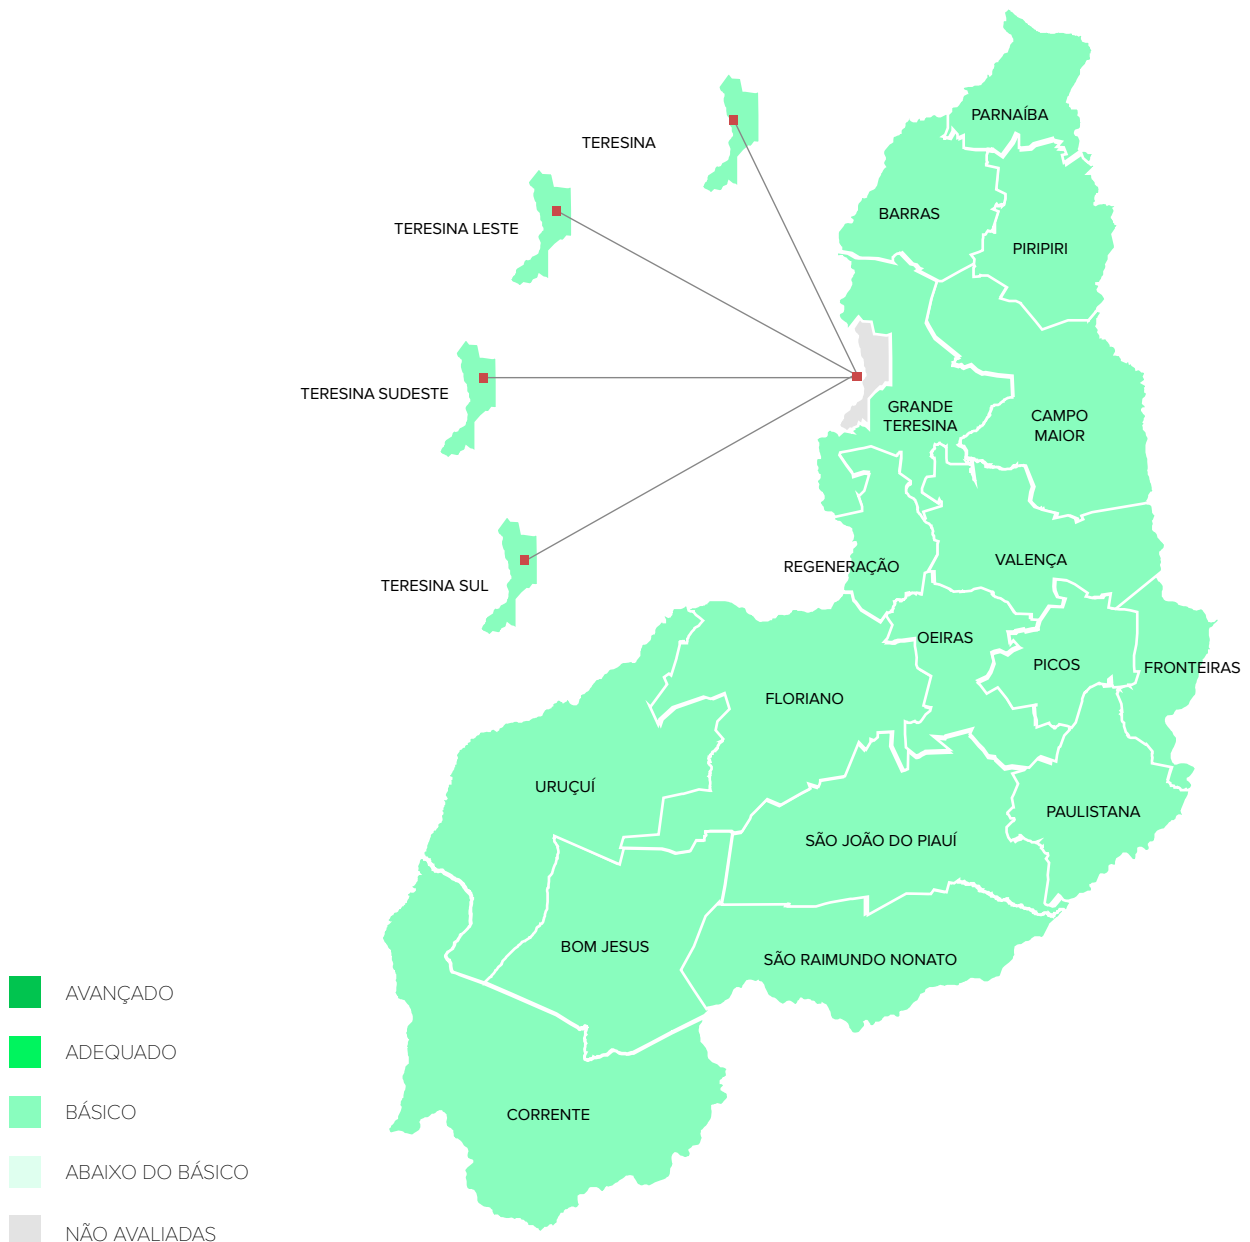 PARNAÍBA
TERESINA
BARRAS
TERESINA LESTE
PIRIPIRI
TERESINA SUDESTE
GRANDE
TERESINA
CAMPO
MAIOR
VALENÇA
REGENERAÇÃO
TERESINA SUL
OEIRAS
PICOS
FRONTEIRAS
FLORIANO
URUÇUÍ
PAULISTANA
SÃO JOÃO DO PIAUÍ
BOM JESUS
SÃO RAIMUNDO NONATO
CORRENTE
AVANÇADO
ADEQUADO
BÁSICO
ABAIXO DO BÁSICO
NÃO AVALIADAS